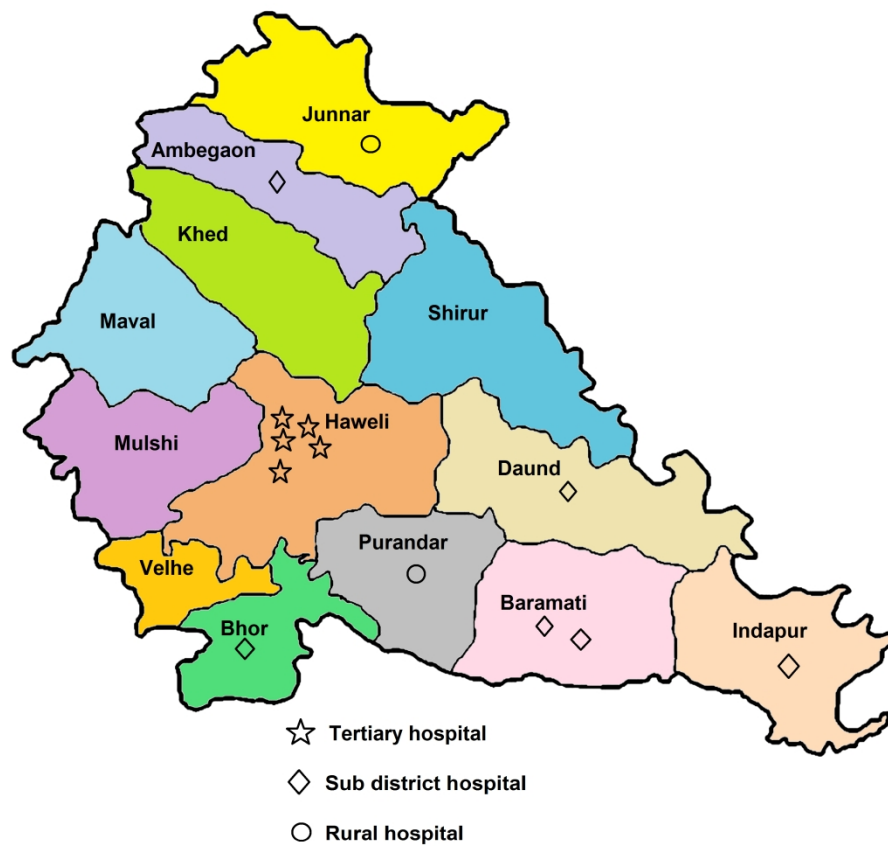 Junnar
Ambegaon
Khed
Shirur
Maval
Haweli
Mulshi
Daund
Purandar
Velhe
Baramati
Bhor
Indapur
Tertiary hospital
Sub district hospital
Rural hospital